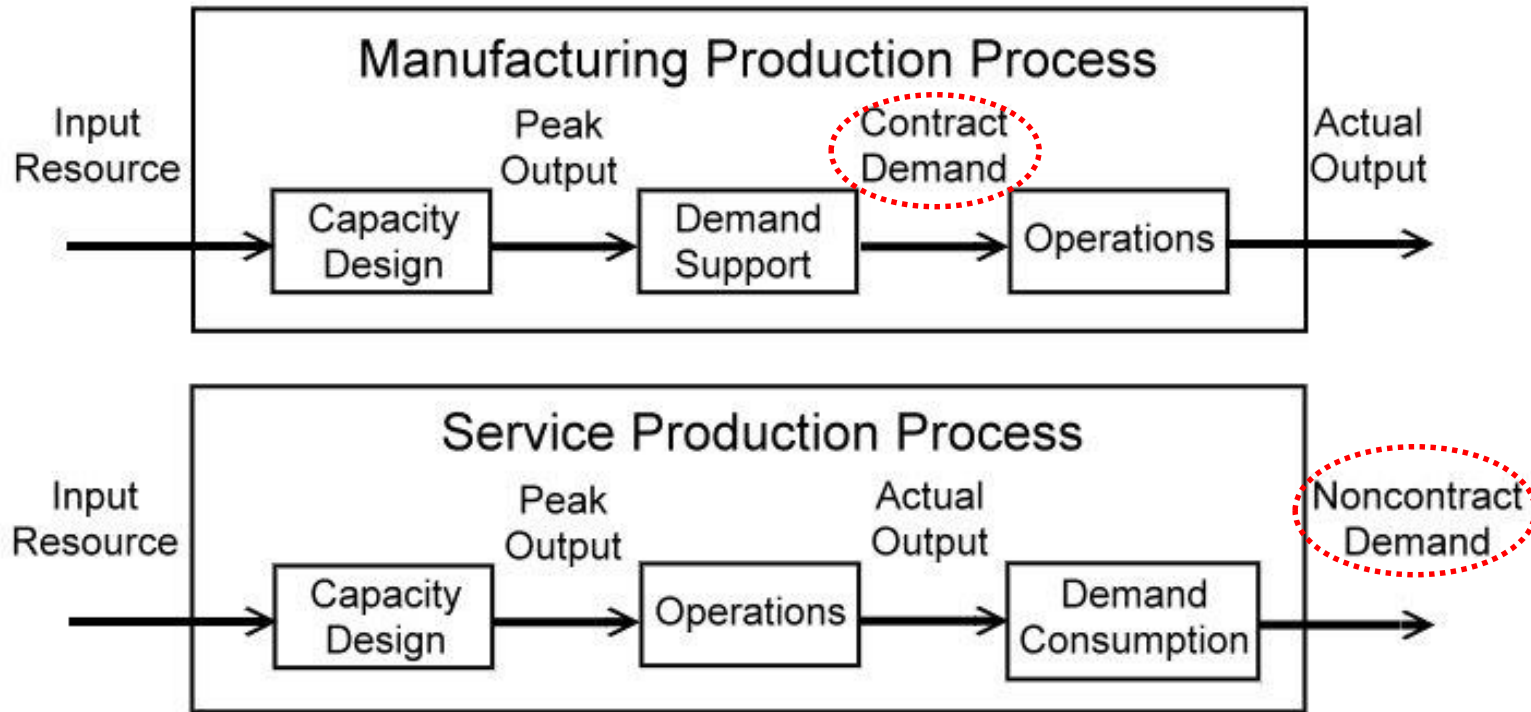 Manufacturing Production Process
Input
Resource
Peak
Output
Contract
Demand
Actual
Output
Capacity
Design
Demand
Support
Operations
Service Production Process
Input
Resource
Peak
Output
Actual
Output
Noncontract
Demand
Capacity
Design
Operations
Demand
Consumption